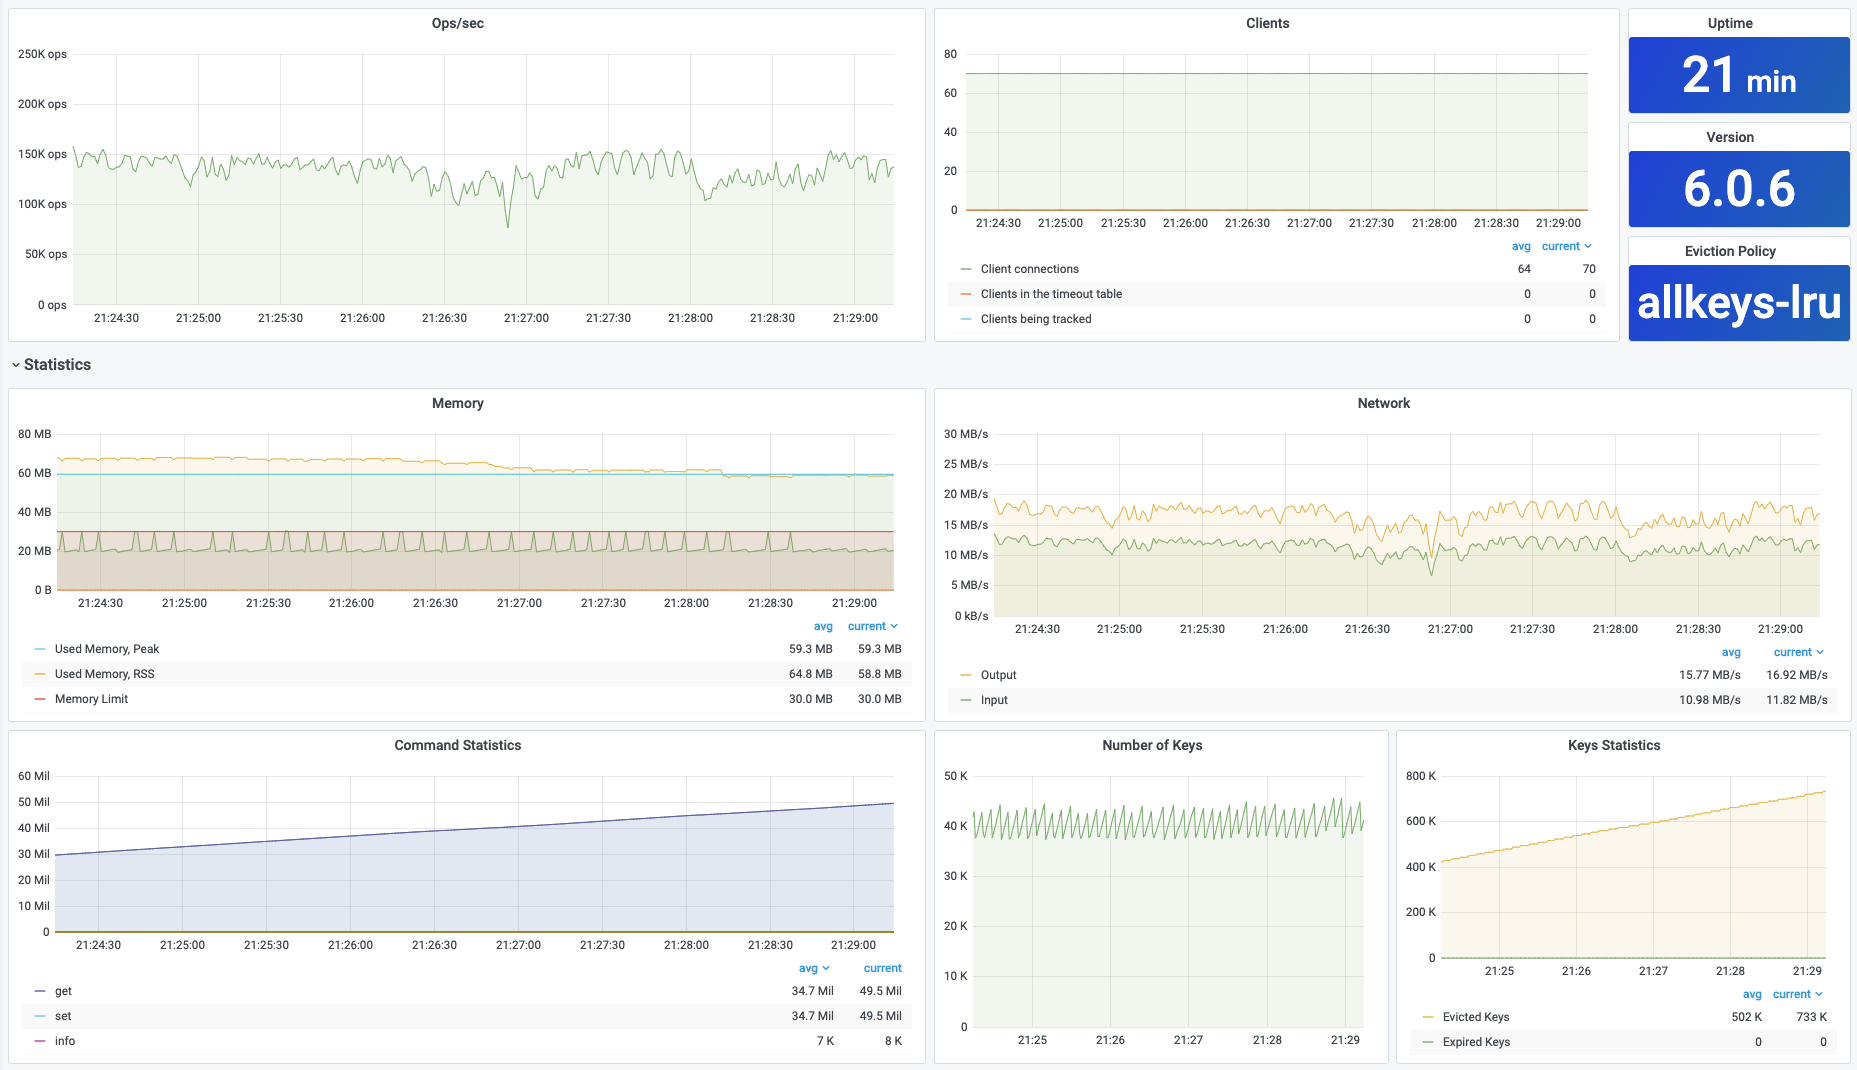 Ops/sec
250K ops
200K ops
150K ops
100K ops
50K ops
0 ops
21:24:30 21:25:00 21:25:30 21:26:00 21:26:30 21:27:00 21:27:30 21:28:00 21:28:30 21:29:00
Clients
80
60
40
20
0
21:24:30 21:25:00 21:25:30 21:26:00 21:26:30 21:27:00 21:27:30 21:28:00 21:28:30 21:29:00
avg current
Client connections 64 70
Clients in the timeout table 0 0
Clients being tracked 0 0
Uptime
21 min
Version
6.0.6
Eviction Policy
allkeys-lru
Statistics
Memory
80 MB
60 MB
40 MB
20 MB
0 B
21:24:30 21:25:00 21:25:30 21:26:00 21:26:30 21:27:00 21:27:30 21:28:00 21:28:30 21:29:00
avg current
Used Memory, Peak 59.3 MB 59.3 MB
Used Memory, RSS 64.8 MB 58.8 MB
Memory Limit 30.0 MB 30.0 MB
Network
30 MB/s
25 MB/s
20 MB/s
15 MB/s
10 MB/s
5 MB/s
0 kB/s
21:24:30 21:25:00 21:25:30 21:26:00 21:26:30 21:27:00 21:27:30 21:28:00 21:28:30 21:29:00
avg current
Output 15.77 MB/s 16.92 MB/s
Input 10.98 MB/s 11.82 MB/s
Command Statistics
60 Mil
50 Mil
40 Mil
30 Mil
20 Mil
10 Mil
0
21:24:30 21:25:00 21:25:30 21:26:00 21:26:30 21:27:00 21:27:30 21:28:00 21:28:30 21:29:00
avg current
get 34.7 Mil 49.5 Mil
set 34.7 Mil 49.5 Mil
info 7 K 8 K
Number of Keys
50 K
40 K
30 K
20 K
10 K
0
21:25 21:26 21:27 21:28 21:29
Keys Statistics
800 K
600 K
400 K
200 K
0
21:25 21:26 21:27 21:28 21:29
avg current
Evicted Keys 502 K 733 K
Expired Keys 0 0